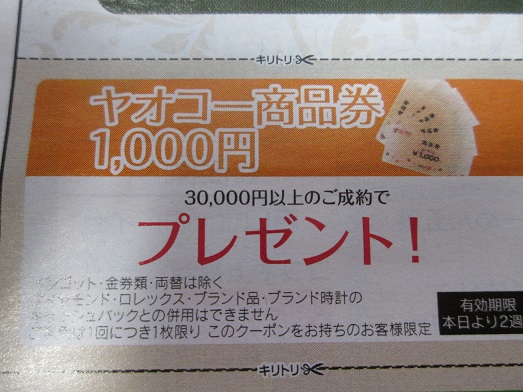 キリトリ
ヤオコー商品券
1,000円
30,000円以上のご成約で
プレゼント!
インゴット・金券類・両替は除く
ダイヤモンド・ロレックス・ブランド品・ブランド時計の
キャッシュバックとの併用はできません
1回につき1枚限り このクーポンをお持ちのお客様限定
有効期限
本日より2週
キリトリ